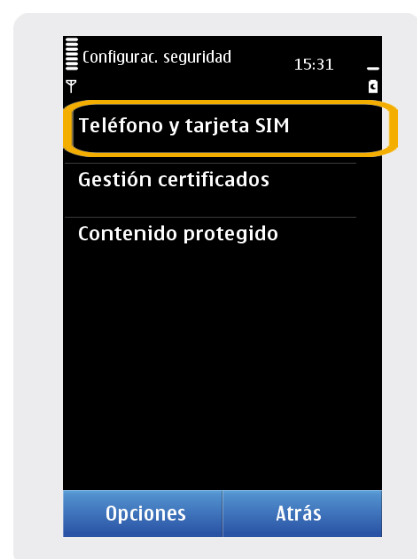 Configurac. seguridad 15:31
Teléfono y tarjeta SIM
Gestión certificados
Contenido protegido
Opciones Atrás